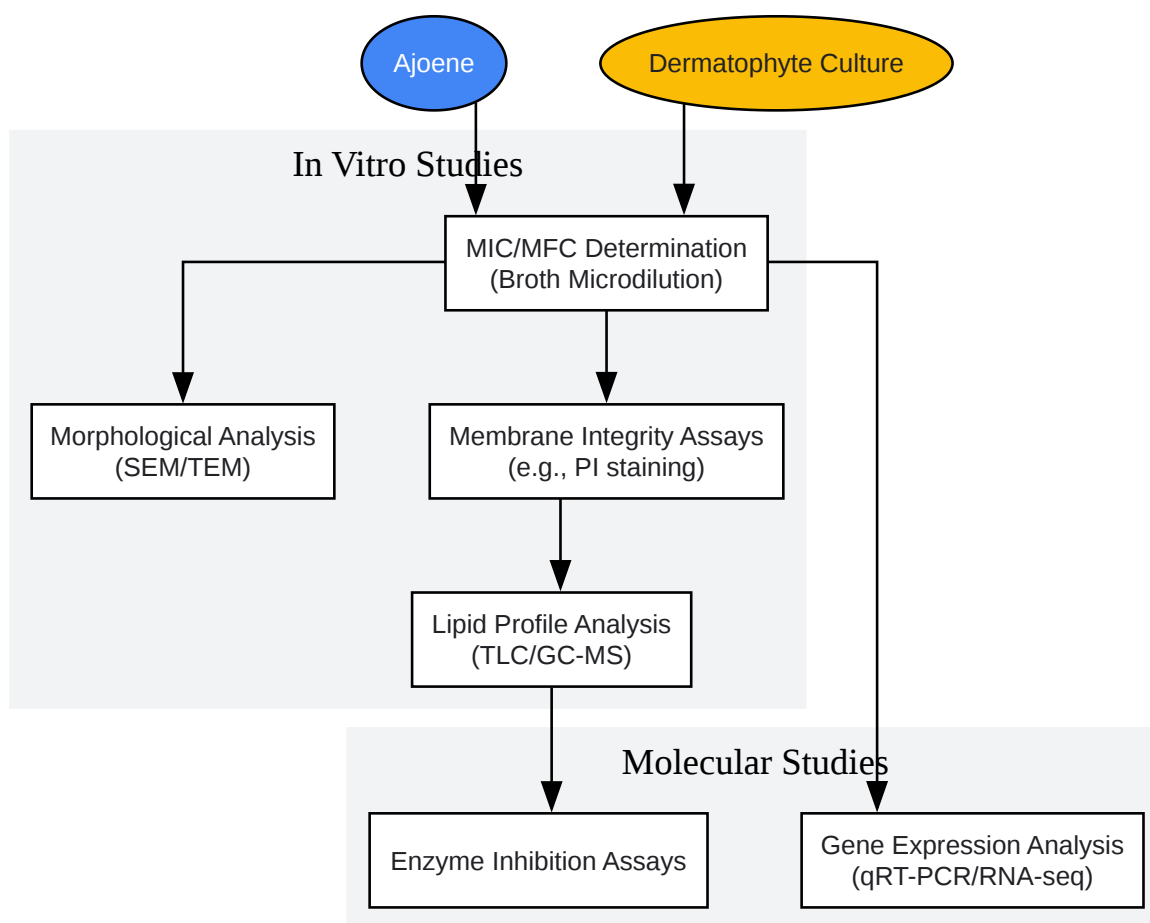 Ajoene
Dermatophyte Culture
In Vitro Studies
MIC/MFC Determination
(Broth Microdilution)
Morphological Analysis
(SEM/TEM)
Membrane Integrity Assays
(e.g., PI staining)
Lipid Profile Analysis
(TLC/GC-MS)
Molecular Studies
Enzyme Inhibition Assays
Gene Expression Analysis
(qRT-PCR/RNA-seq)